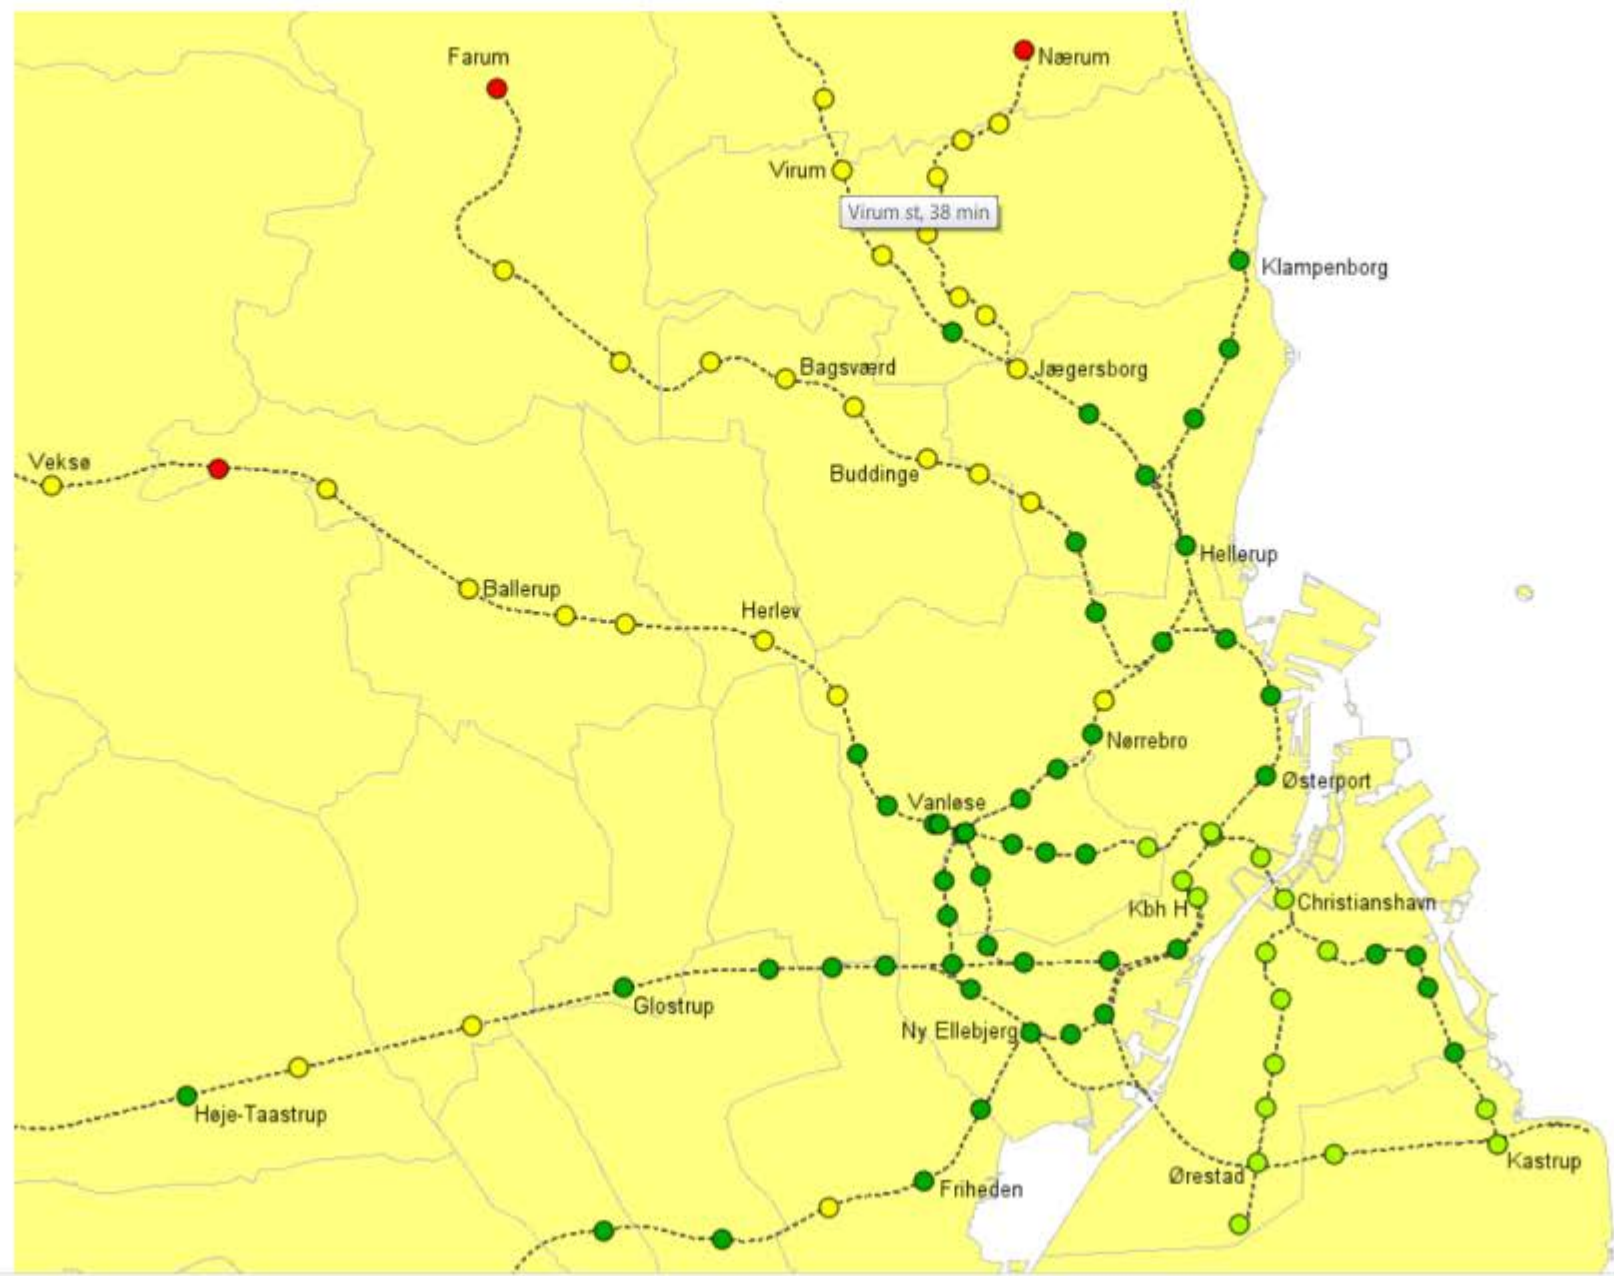 Farum
Nærum
Virum
Virum st, 38 min
Klampenborg
Bagsværd
Jægersborg
Veksø
Buddinge
Hellerup
Ballerup
Herlev
Nørrebro
Østerport
Vanløse
Kbh H
Christianshavn
Glostrup
Ny Ellebjerg
Høje-Taastrup
Kastrup
Ørestad
Friheden